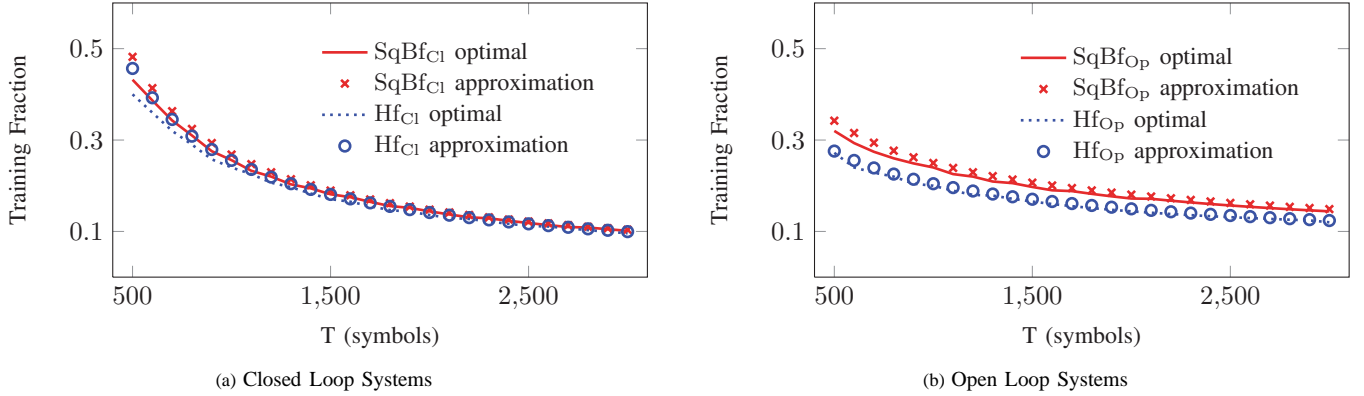 0.5
0.3
0.1
Training Fraction
SqBf_Cl optimal
SqBf_Cl approximation
Hf_Cl optimal
Hf_Cl approximation
500
1,500
2,500
T (symbols)
(a) Closed Loop Systems
0.5
0.3
0.1
Training Fraction
SqBf_Op optimal
SqBf_Op approximation
Hf_Op optimal
Hf_Op approximation
500
1,500
2,500
T (symbols)
(b) Open Loop Systems